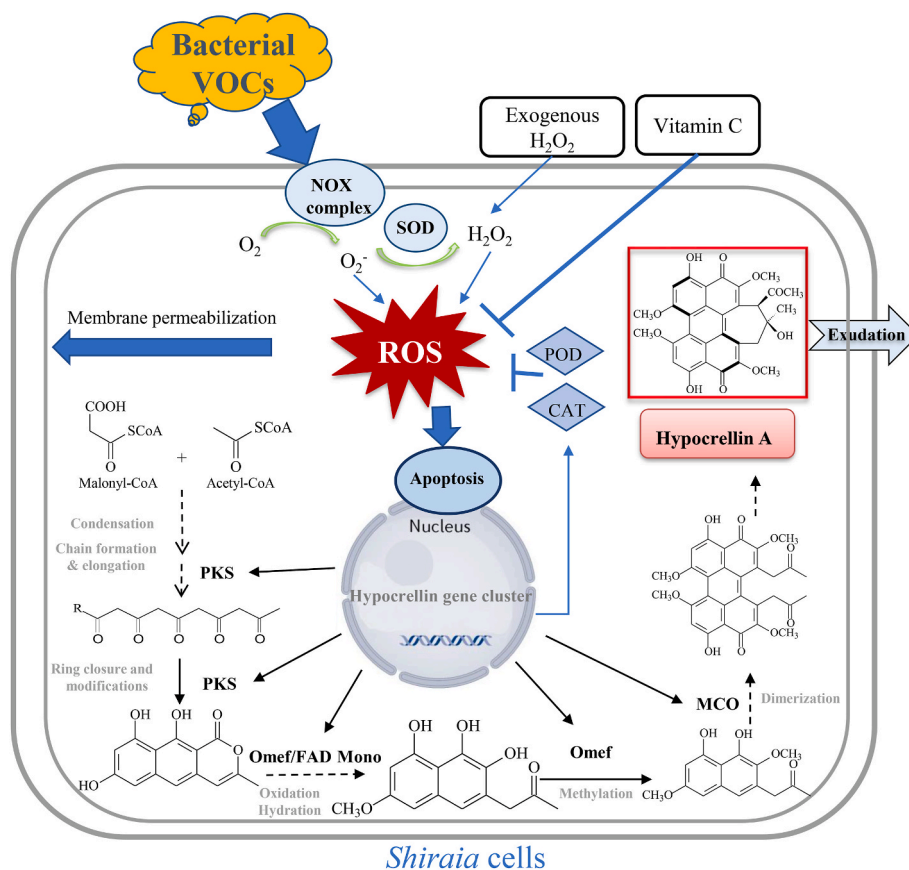 Bacterial
VOCs
Exogenous
H₂O₂
Vitamin C
NOX
complex
SOD
O₂
O₂⁻
H₂O₂
ROS
Membrane permeabilization
POD
CAT
OH
O
OCH₃
COCH₃
CH₃
OH
CH₃O
CH₃O
OCH₃
OH
O
Exudation
Hypocrellin A
COOH
SCoA
O
Malonyl-CoA
+
SCoA
O
Acetyl-CoA
Apoptosis
Nucleus
Hypocrellin gene cluster
Condensation
Chain formation
& elongation
PKS
R
O
O
O
O
O
Ring closure and
modifications
PKS
OH
OH
O
O
HO
Omef/FAD Mono
Oxidation
Hydration
OH
OH
OH
O
CH₃O
Omef
Methylation
OH
OH
OCH₃
O
CH₃O
MCO
Dimerization
OH
O
OCH₃
O
CH₃O
CH₃O
O
OCH₃
OH
O
Shiraia cells